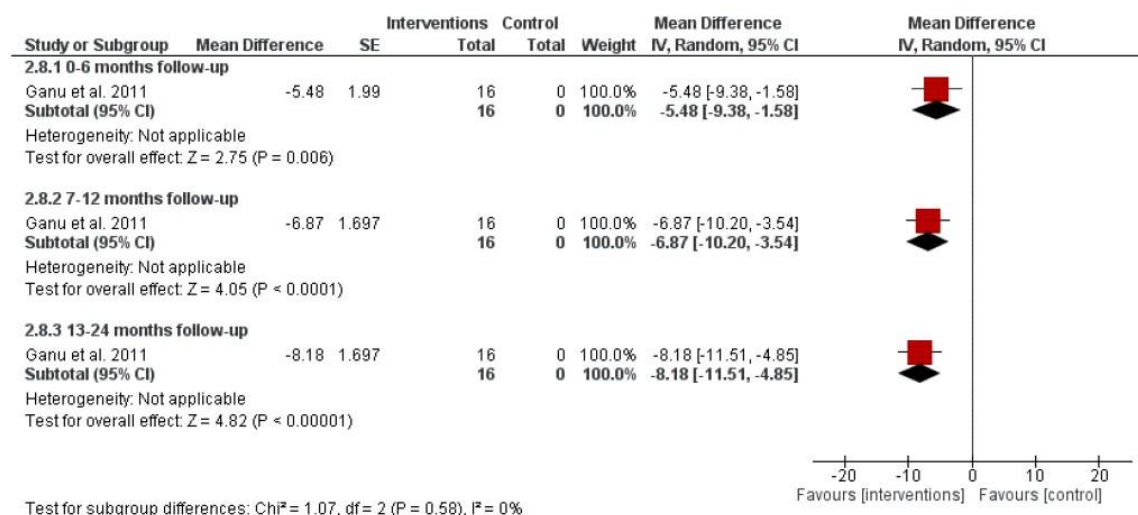 Interventions Control Mean Difference Mean Difference
Study or Subgroup Mean Difference SE Total Total Weight IV, Random, 95% CI IV, Random, 95% CI
2.8.1 0-6 months follow-up
Ganu et al. 2011 -5.48 1.99 16 0 100.0% -5.48 [-9.38, -1.58]
Subtotal (95% CI) 16 0 100.0% -5.48 [-9.38, -1.58]
Heterogeneity: Not applicable
Test for overall effect: Z = 2.75 (P = 0.006)
2.8.2 7-12 months follow-up
Ganu et al. 2011 -6.87 1.697 16 0 100.0% -6.87 [-10.20, -3.54]
Subtotal (95% CI) 16 0 100.0% -6.87 [-10.20, -3.54]
Heterogeneity: Not applicable
Test for overall effect: Z = 4.05 (P < 0.0001)
2.8.3 13-24 months follow-up
Ganu et al. 2011 -8.18 1.697 16 0 100.0% -8.18 [-11.51, -4.85]
Subtotal (95% CI) 16 0 100.0% -8.18 [-11.51, -4.85]
Heterogeneity: Not applicable
Test for overall effect: Z = 4.82 (P < 0.00001)
-20 -10 0 10 20
Favours [interventions] Favours [control]
Test for subgroup differences: Chi² = 1.07, df = 2 (P = 0.58), I² = 0%